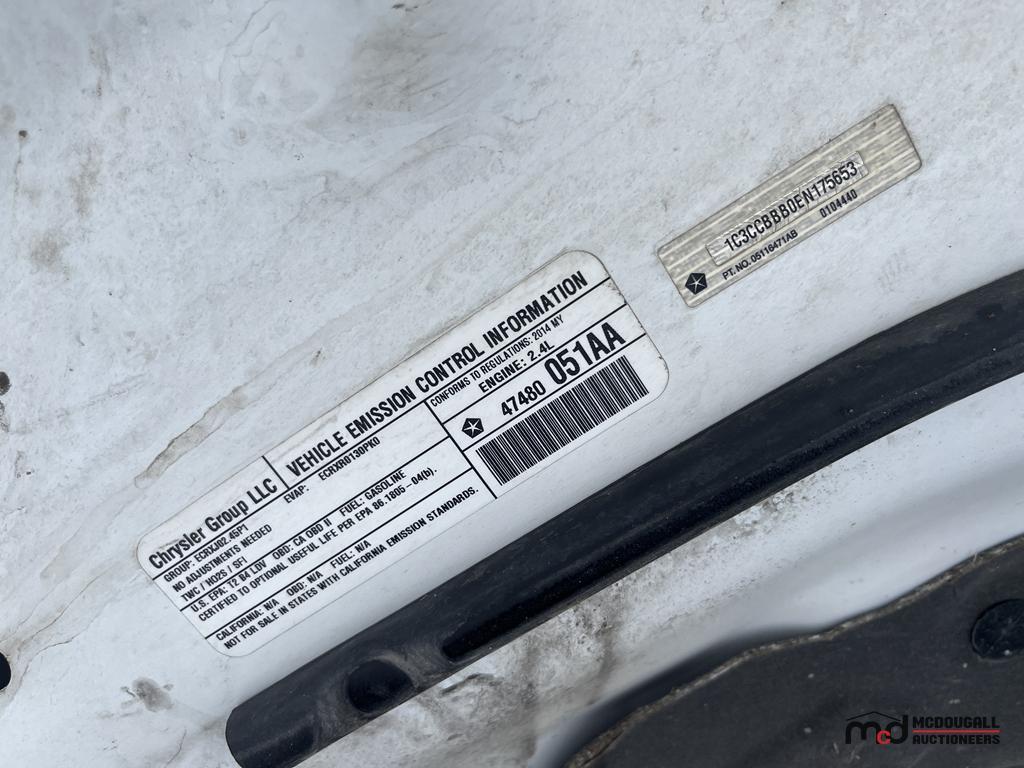 Chrysler Group LLC
VEHICLE EMISSION CONTROL INFORMATION
GROUP: ECRXJ02.45P1
EVAP: ECRXR0130PK0
CONFORMS TO REGULATIONS: 2014 MY
NO ADJUSTMENTS NEEDED
TWC / HO2S / SFI
ENGINE: 2.4L
U.S. EPA: T2 B4 LDV OBD: CA OBD II FUEL: GASOLINE
CERTIFIED TO OPTIONAL USEFUL LIFE PER EPA 86.1805-04(b).
47480 051AA
CALIFORNIA: N/A OBD: N/A FUEL: N/A
NOT FOR SALE IN STATES WITH CALIFORNIA EMISSION STANDARDS.
1C3CCBBB0EN175653
PT. NO. 05116471AB 0104440
mcd MCDOUGALL
AUCTIONEERS